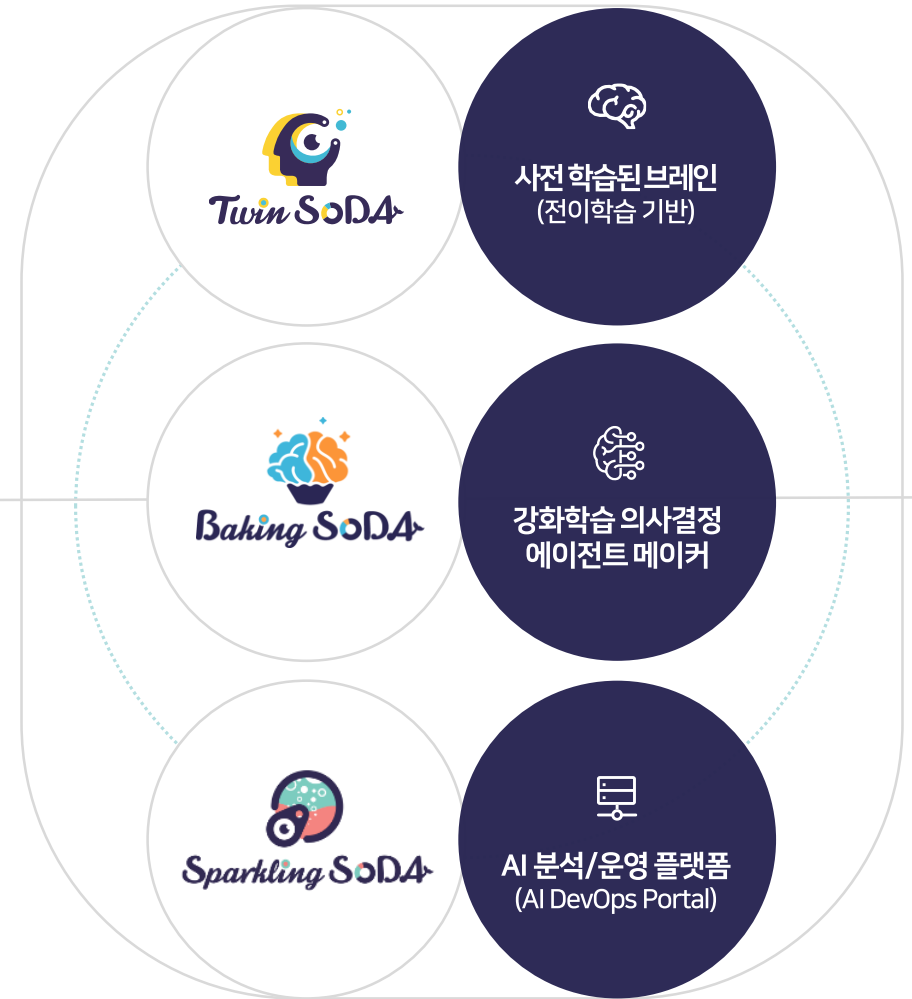 Twin SoDA
사전 학습된 브레인
(전이학습 기반)
Baking SoDA
강화학습 의사결정
에이전트 메이커
Sparkling SoDA
AI 분석/운영 플랫폼
(AI DevOps Portal)